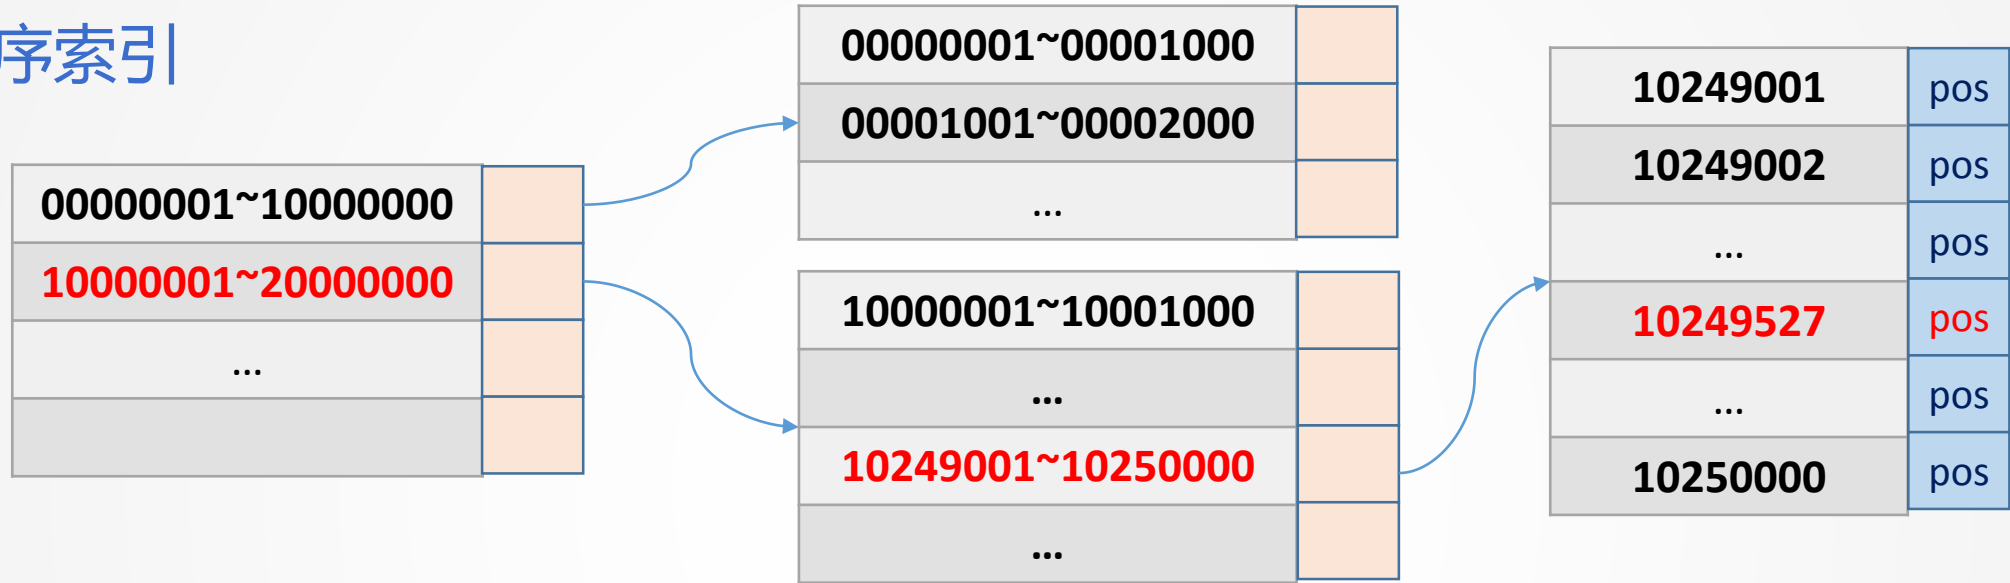 序索引
00000001~10000000
10000001~20000000
...
00000001~00001000
00001001~00002000
...
10000001~10001000
...
10249001~10250000
...
10249001 pos
10249002 pos
... pos
10249527 pos
... pos
10250000 pos